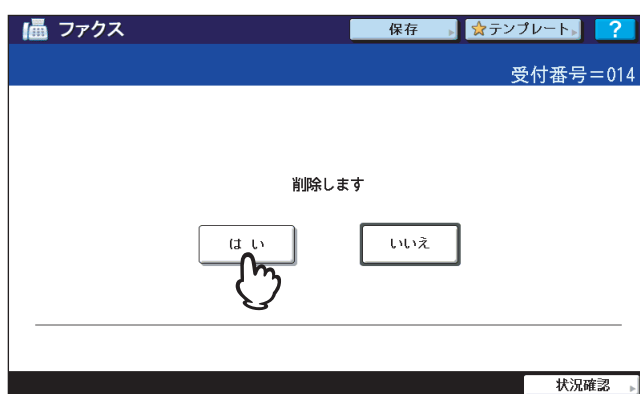 ファクス
保存
テンプレート
?
受付番号＝014
削除します
はい
いいえ
状況確認